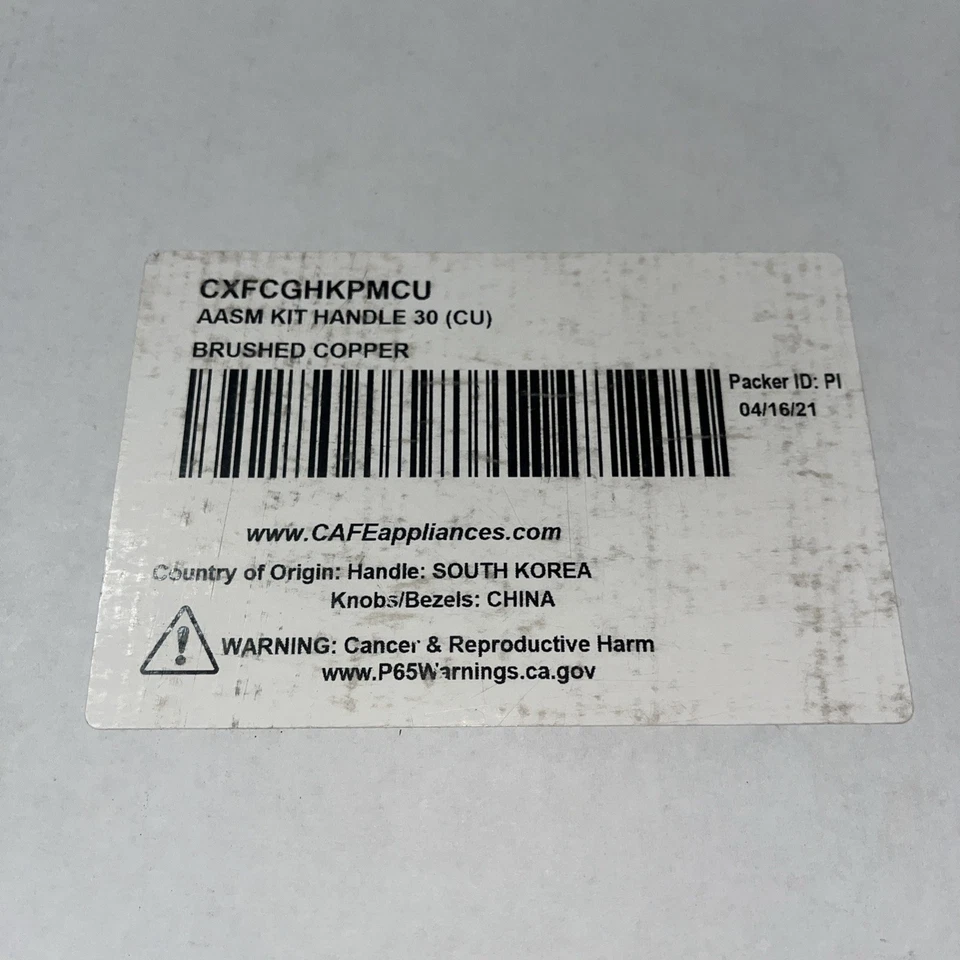 CXFCGHKPMCU
AASM KIT HANDLE 30 (CU)
BRUSHED COPPER
Packer ID: PI
04/16/21
www.CAFEappliances.com
Country of Origin: Handle: SOUTH KOREA
Knobs/Bezels: CHINA
WARNING: Cancer & Reproductive Harm
www.P65Warnings.ca.gov